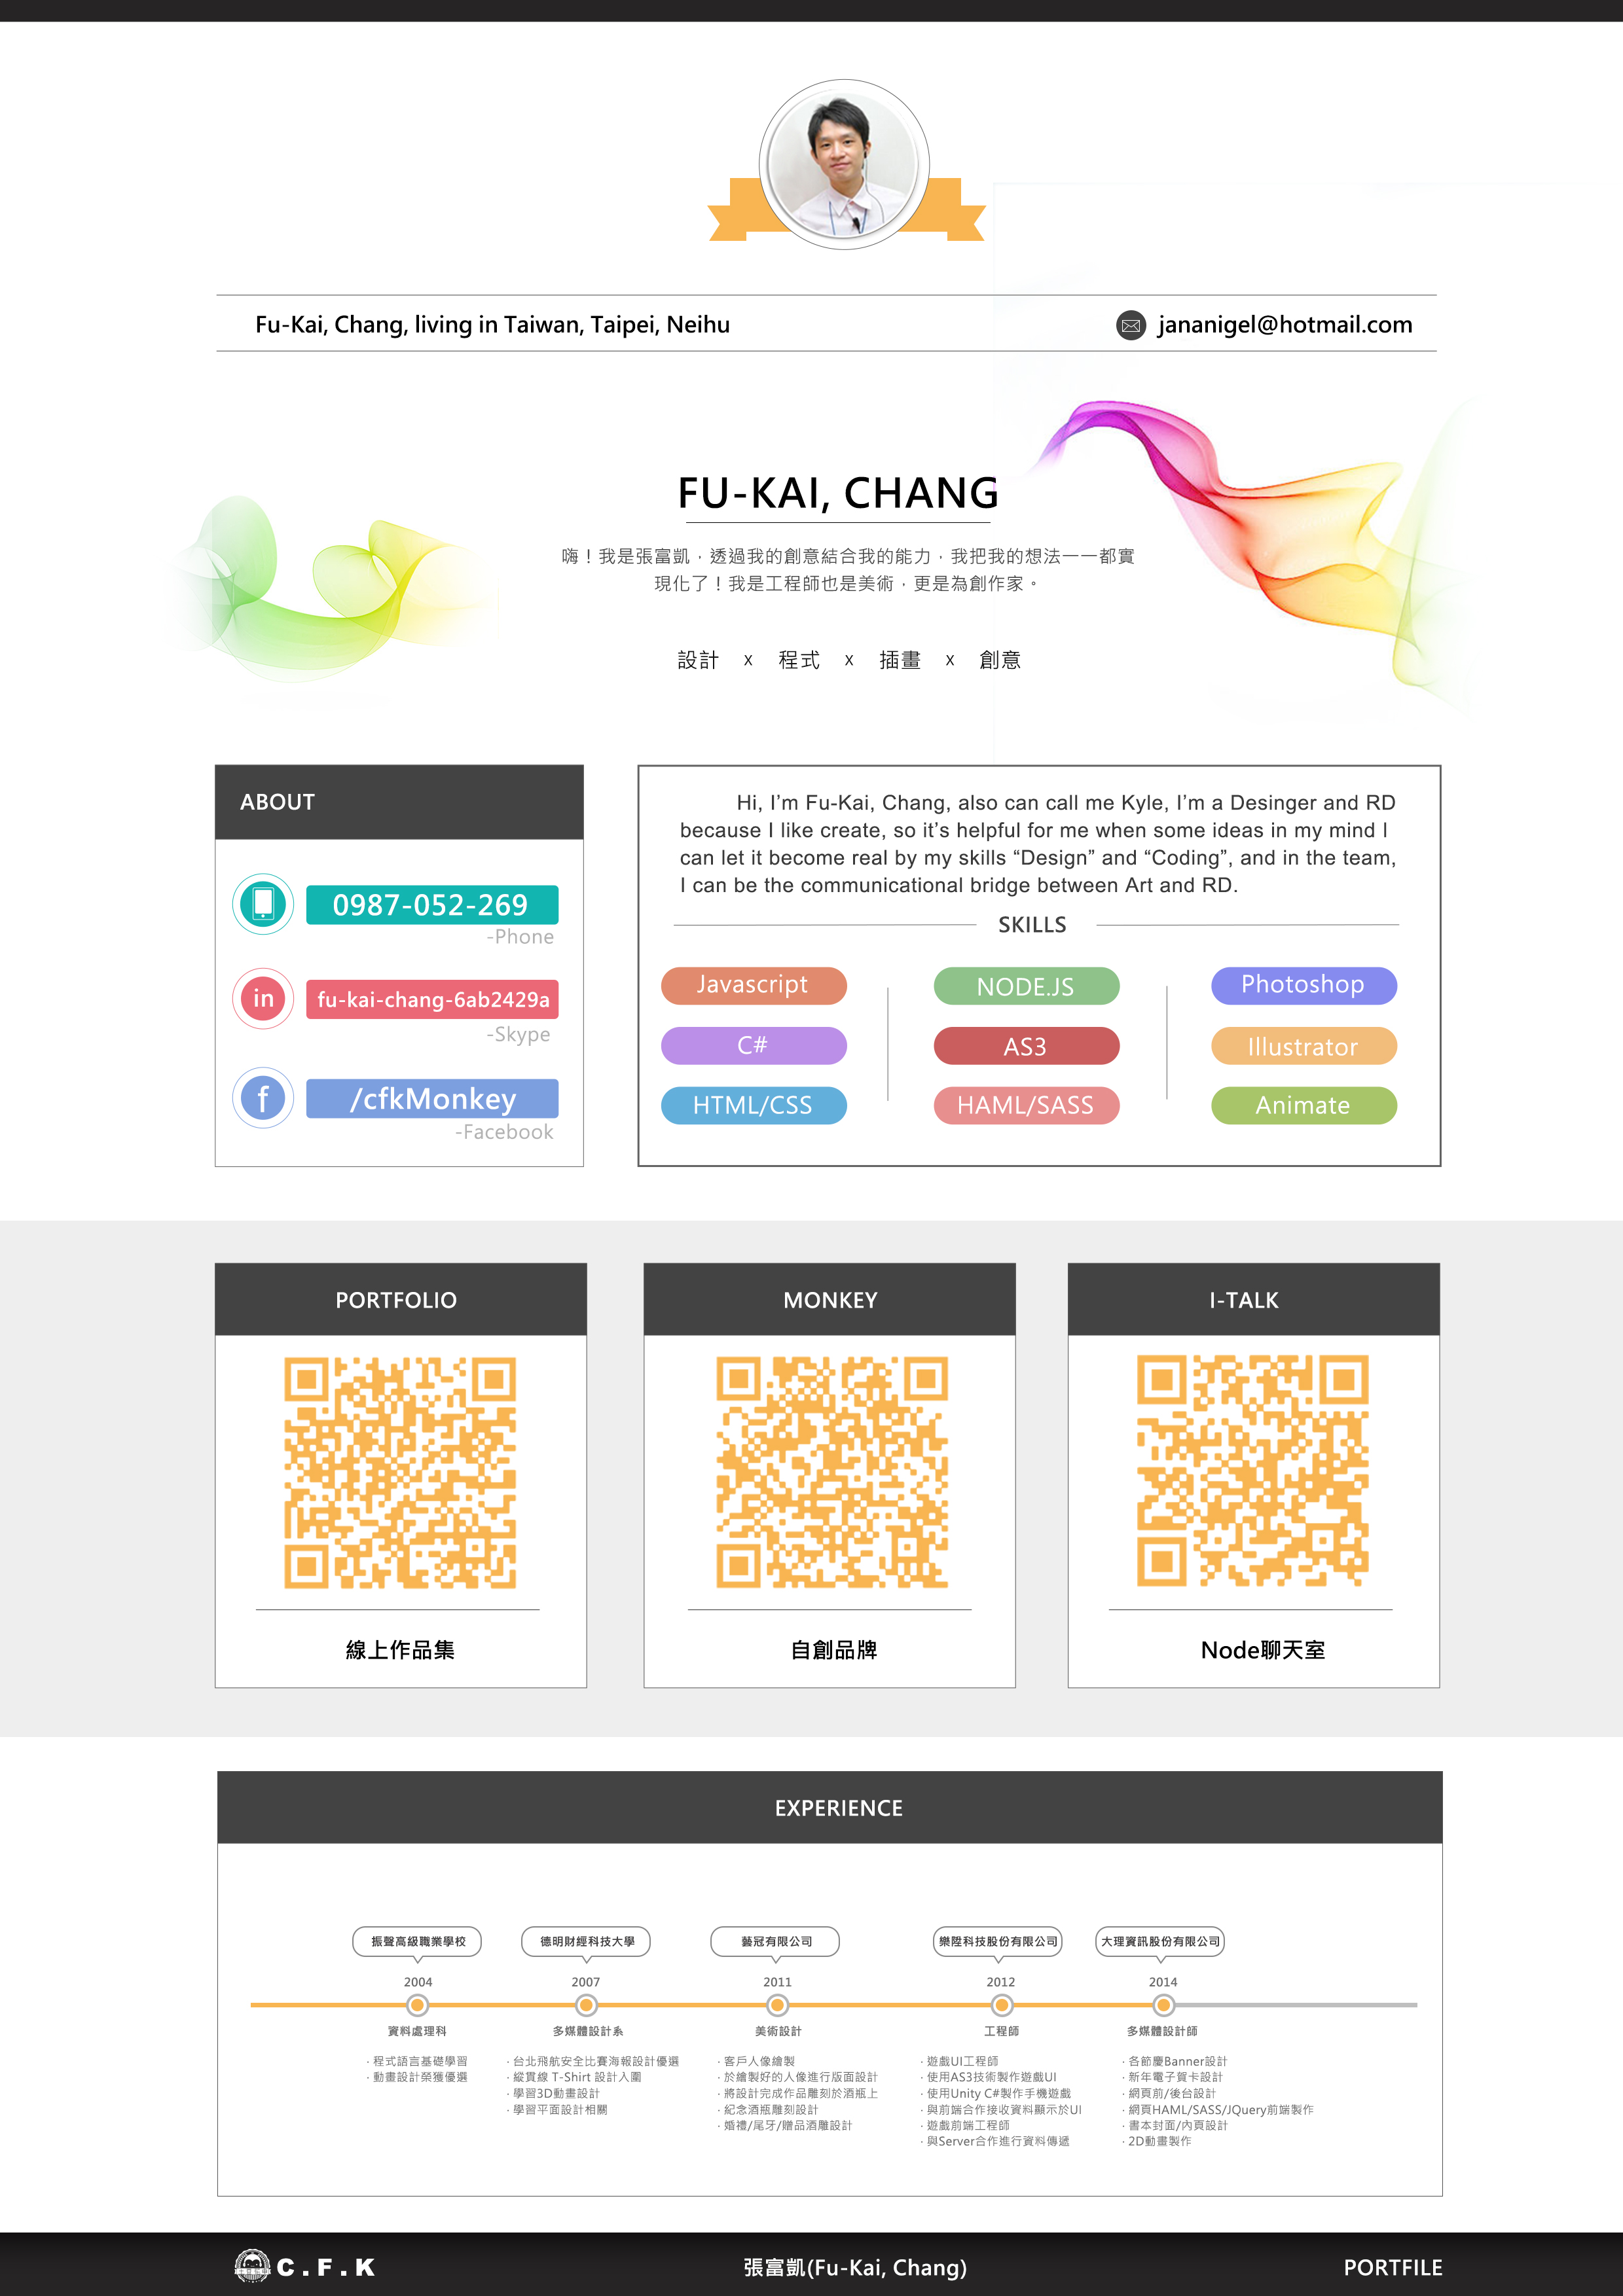 Fu-Kai, Chang, living in Taiwan, Taipei, Neihu
jananigel@hotmail.com
FU-KAI, CHANG
嗨！我是張富凱，透過我的創意結合我的能力，我把我的想法一一都實
現化了！我是工程師也是美術，更是為創作家。
設計 x 程式 x 插畫 x 創意
ABOUT
0987-052-269
-Phone
in
fu-kai-chang-6ab2429a
-Skype
f
/cfkMonkey
-Facebook
Hi, I'm Fu-Kai, Chang, also can call me Kyle, I'm a Desinger and RD
because I like create, so it's helpful for me when some ideas in my mind I
can let it become real by my skills “Design” and “Coding”, and in the team,
I can be the communicational bridge between Art and RD.
SKILLS
Javascript
NODE.JS
Photoshop
C#
AS3
Illustrator
HTML/CSS
HAML/SASS
Animate
PORTFOLIO
線上作品集
MONKEY
自創品牌
I-TALK
Node聊天室
EXPERIENCE
振聲高級職業學校
2004
資料處理科
· 程式語言基礎學習
· 動畫設計榮獲優選
德明財經科技大學
2007
多媒體設計系
· 台北飛航安全比賽海報設計優選
· 縱貫線 T-Shirt 設計入圍
· 學習3D動畫設計
· 學習平面設計相關
藝冠有限公司
2011
美術設計
· 客戶人像繪製
· 於繪製好的人像進行版面設計
· 將設計完成作品雕刻於酒瓶上
· 紀念酒瓶雕刻設計
· 婚禮/尾牙/贈品酒雕設計
樂陞科技股份有限公司
2012
工程師
· 遊戲UI工程師
· 使用AS3技術製作遊戲UI
· 使用Unity C#製作手機遊戲
· 與前端合作接收資料顯示於UI
· 遊戲前端工程師
· 與Server合作進行資料傳遞
大理資訊股份有限公司
2014
多媒體設計師
· 各節慶Banner設計
· 新年電子賀卡設計
· 網頁前/後台設計
· 網頁HAML/SASS/JQuery前端製作
· 書本封面/內頁設計
· 2D動畫製作
C.F.K
張富凱(Fu-Kai, Chang)
PORTFILE